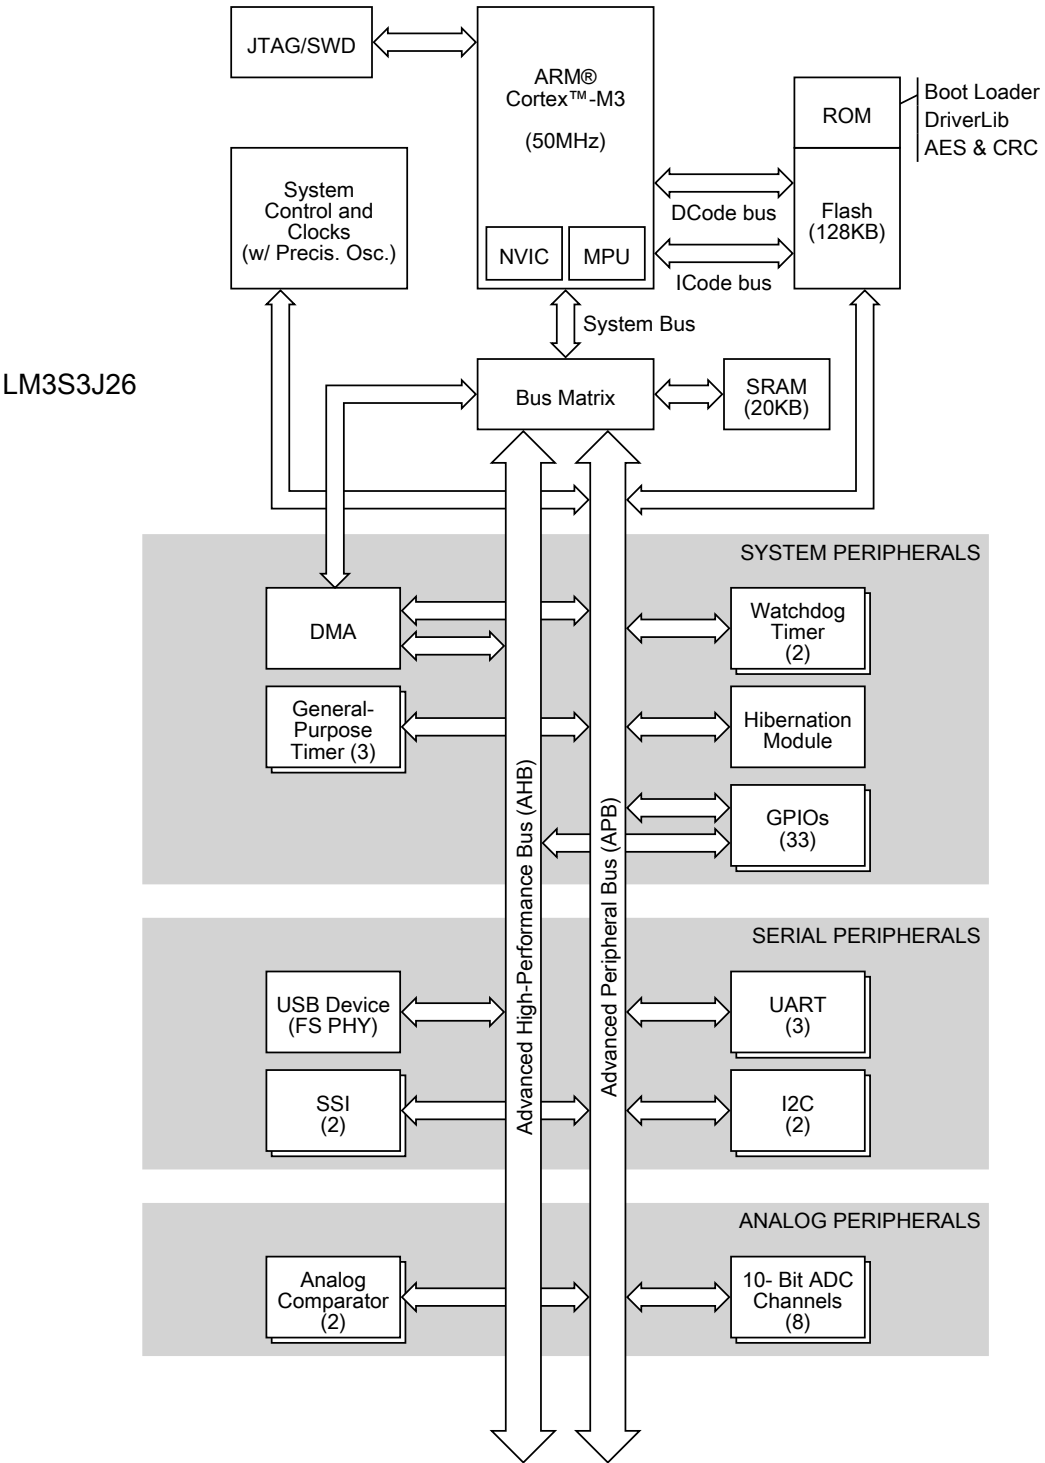 JTAG/SWD
ARM®
Cortex™-M3
(50MHz)
NVIC
MPU
ROM
Boot Loader
DriverLib
AES & CRC
Flash
(128KB)
DCode bus
ICode bus
System
Control and
Clocks
(w/ Precis. Osc.)
System Bus
LM3S3J26
Bus Matrix
SRAM
(20KB)
SYSTEM PERIPHERALS
DMA
Watchdog
Timer
(2)
General-
Purpose
Timer (3)
Hibernation
Module
GPIOs
(33)
Advanced High-Performance Bus (AHB)
Advanced Peripheral Bus (APB)
SERIAL PERIPHERALS
USB Device
(FS PHY)
UART
(3)
SSI
(2)
I2C
(2)
ANALOG PERIPHERALS
Analog
Comparator
(2)
10- Bit ADC
Channels
(8)